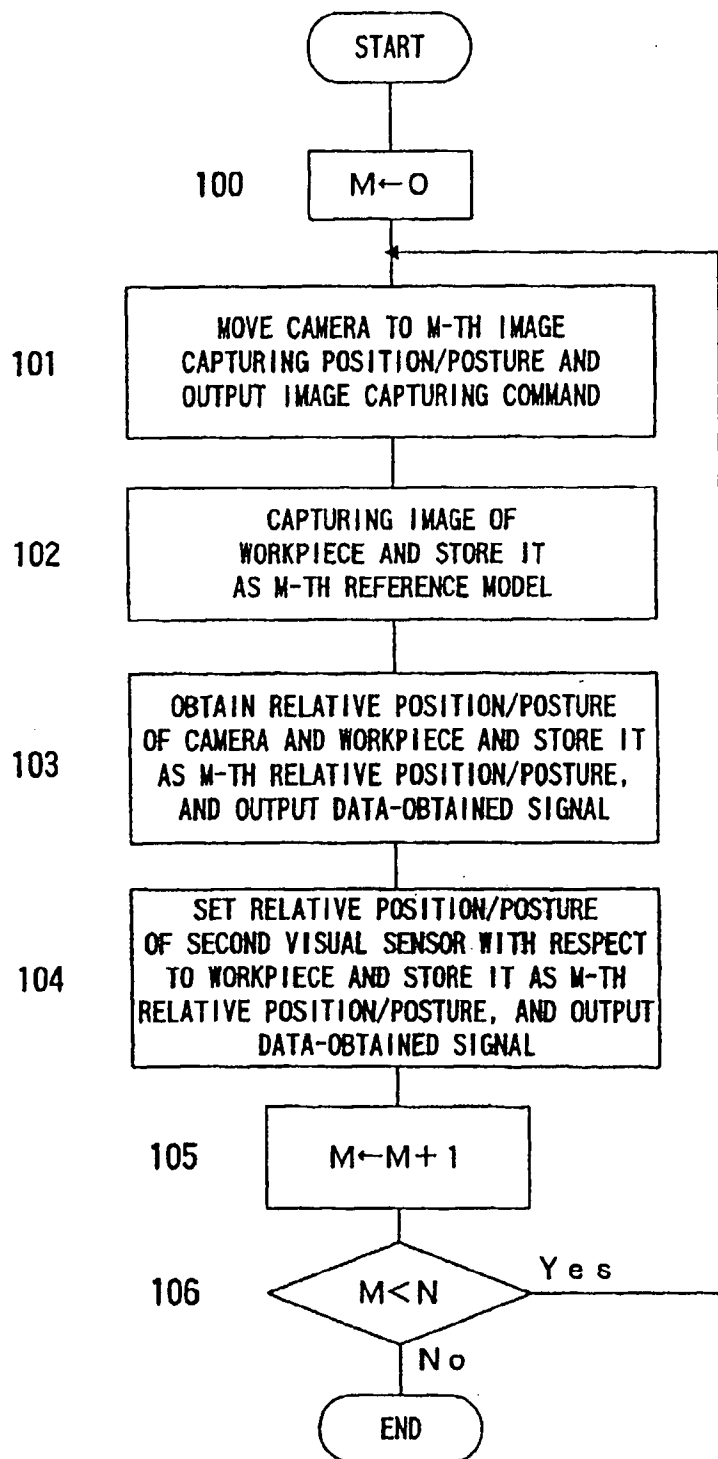 START
100
M←0
101
MOVE CAMERA TO M-TH IMAGE
CAPTURING POSITION/POSTURE AND
OUTPUT IMAGE CAPTURING COMMAND
102
CAPTURING IMAGE OF
WORKPIECE AND STORE IT
AS M-TH REFERENCE MODEL
103
OBTAIN RELATIVE POSITION/POSTURE
OF CAMERA AND WORKPIECE AND STORE IT
AS M-TH RELATIVE POSITION/POSTURE,
AND OUTPUT DATA-OBTAINED SIGNAL
104
SET RELATIVE POSITION/POSTURE
OF SECOND VISUAL SENSOR WITH RESPECT
TO WORKPIECE AND STORE IT AS M-TH
RELATIVE POSITION/POSTURE, AND OUTPUT
DATA-OBTAINED SIGNAL
105
M←M+1
106
M<N
Yes
No
END